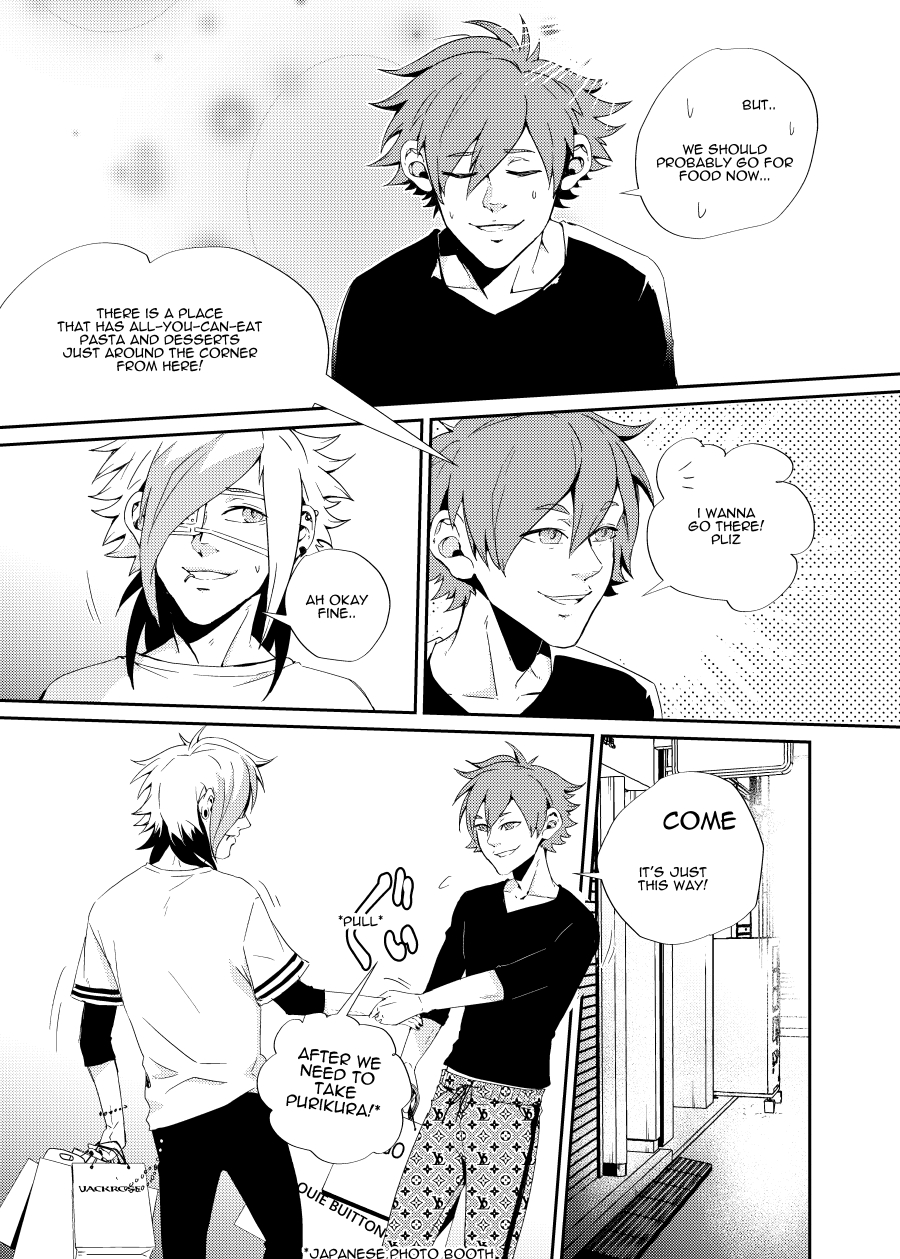 BUT..
WE SHOULD
PROBABLY GO FOR
FOOD NOW...
THERE IS A PLACE
THAT HAS ALL-YOU-CAN-EAT
PASTA AND DESSERTS
JUST AROUND THE CORNER
FROM HERE!
I WANNA
GO THERE!
PLIZ
AH OKAY
FINE..
COME
IT'S JUST
THIS WAY!
ぐい
*PULL*
AFTER WE
NEED TO
TAKE
PURIKURA!*
JACKROSE
OUIE BUITTON
*JAPANESE PHOTO BOOTH